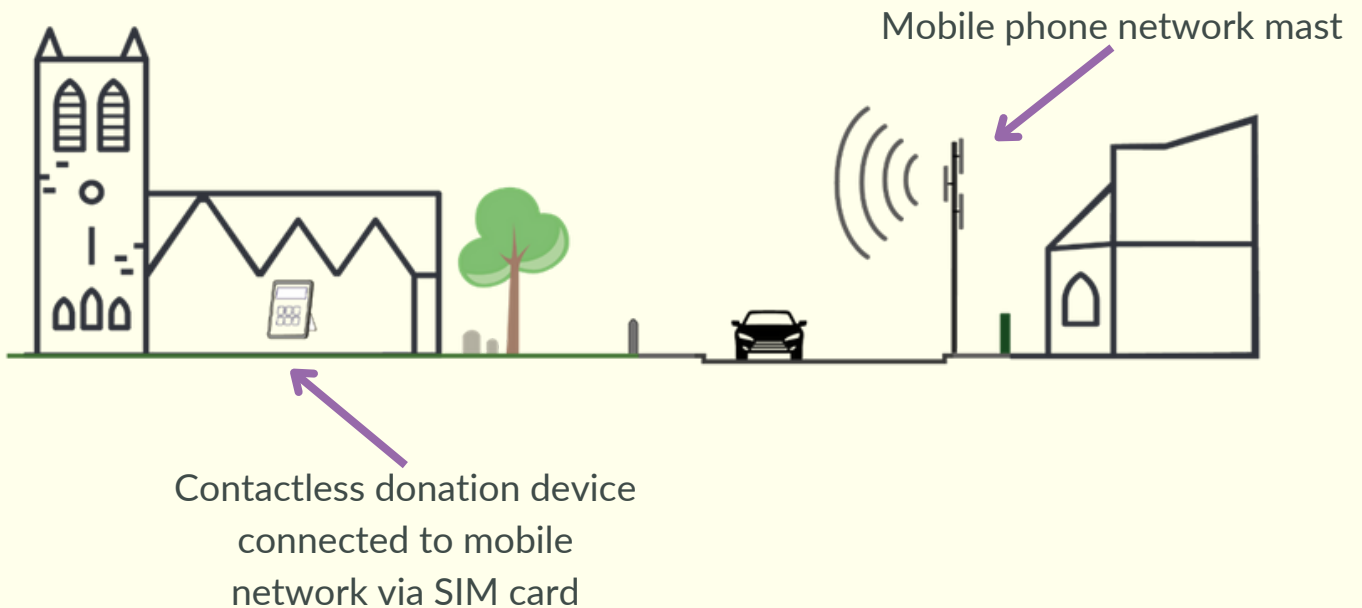 Mobile phone network mast
Contactless donation device
connected to mobile
network via SIM card